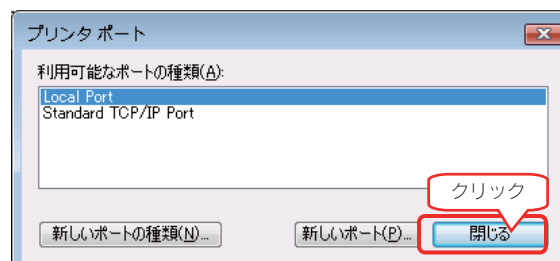 プリンタ ポート
利用可能なポートの種類(A):
Local Port
Standard TCP/IP Port
クリック
新しいポートの種類(N)...
新しいポート(P)...
閉じる